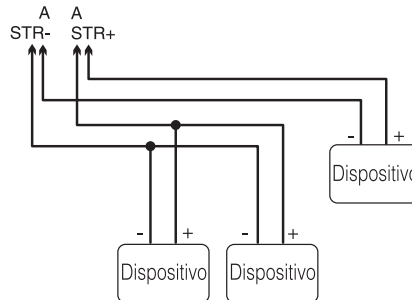 A A
STR- STR+
- +
Dispositivo
- + - +
Dispositivo Dispositivo